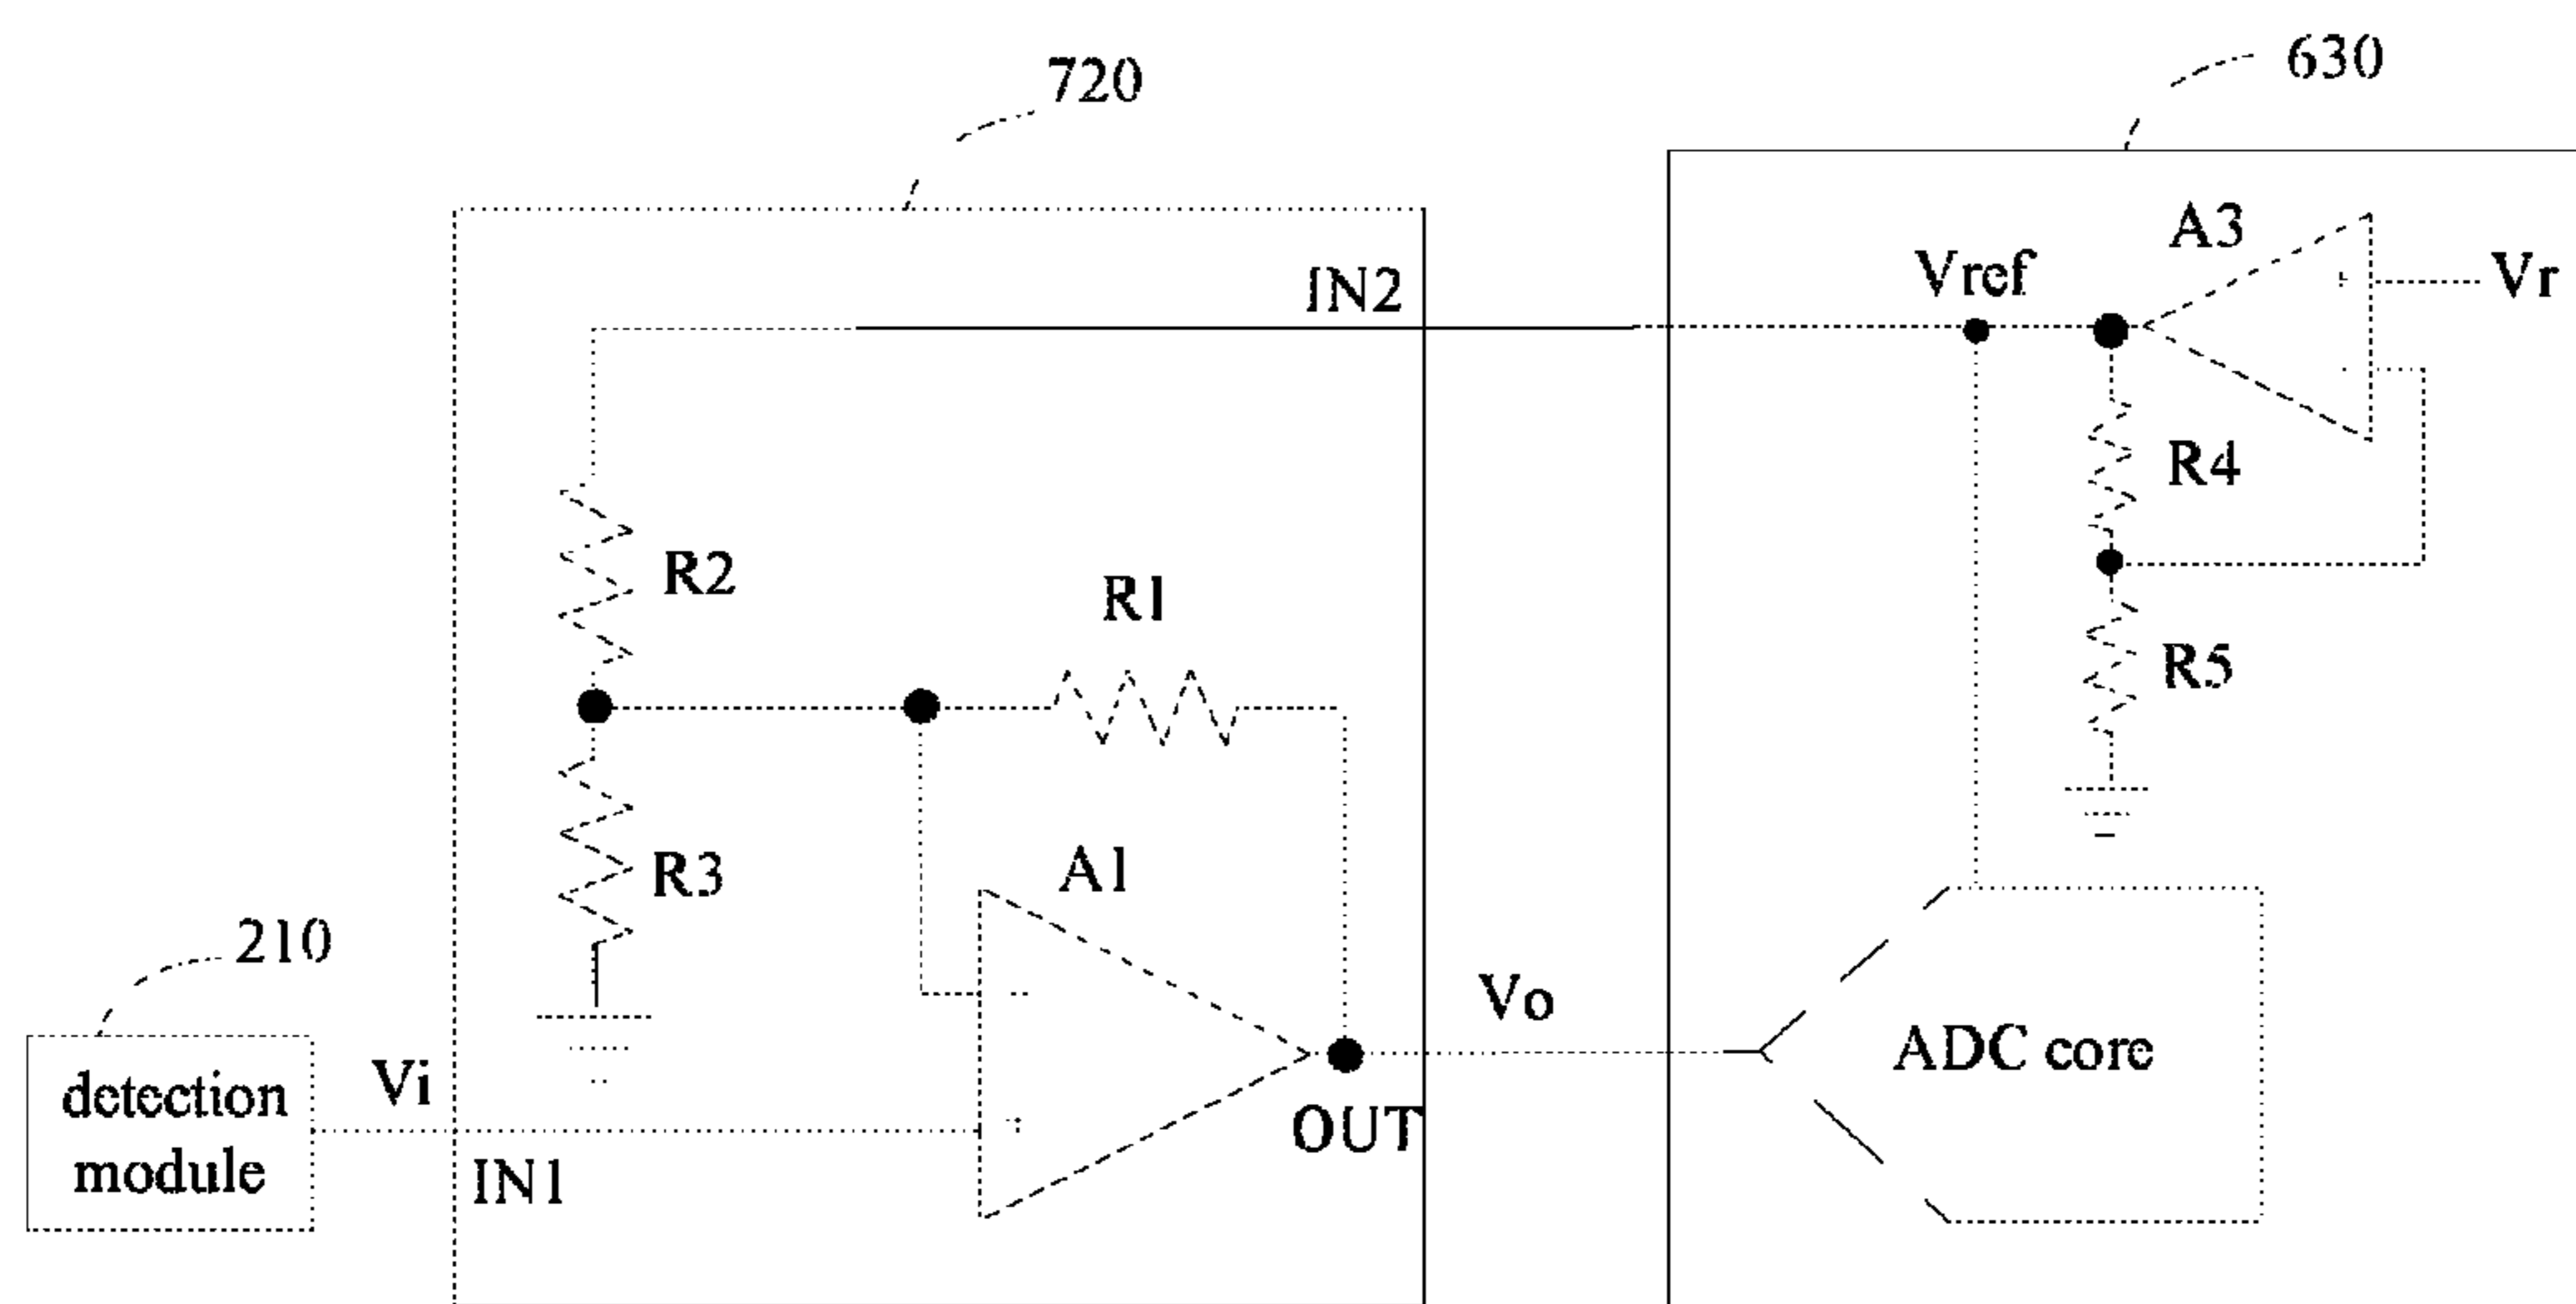 720
630
A3
IN2
Vref
+
Vr
-
R4
R2
R1
R5
R3
A1
210
-
Vo
detection
module
Vi
ADC core
+
IN1
OUT